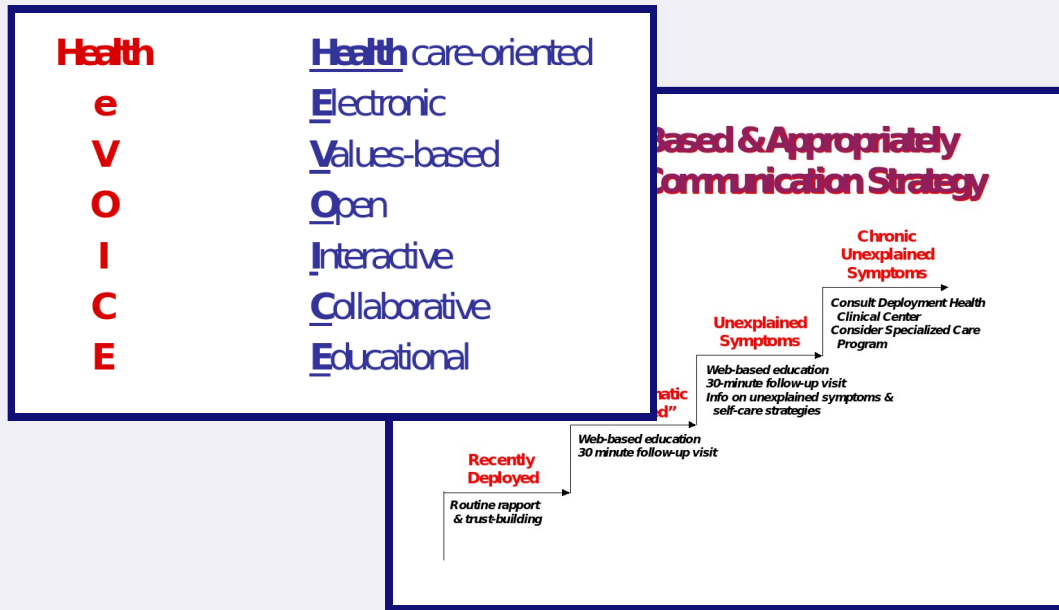 Health Health care-oriented
e Electronic
V Values-based
O Open
I Interactive
C Collaborative
E Educational
Based & Appropriately
Communication Strategy
Chronic
Unexplained
Symptoms
Consult Deployment Health
Clinical Center
Consider Specialized Care
Program
Unexplained
Symptoms
Web-based education
30-minute follow-up visit
Info on unexplained symptoms &
self-care strategies
Web-based education
30 minute follow-up visit
Recently
Deployed
Routine rapport
& trust-building